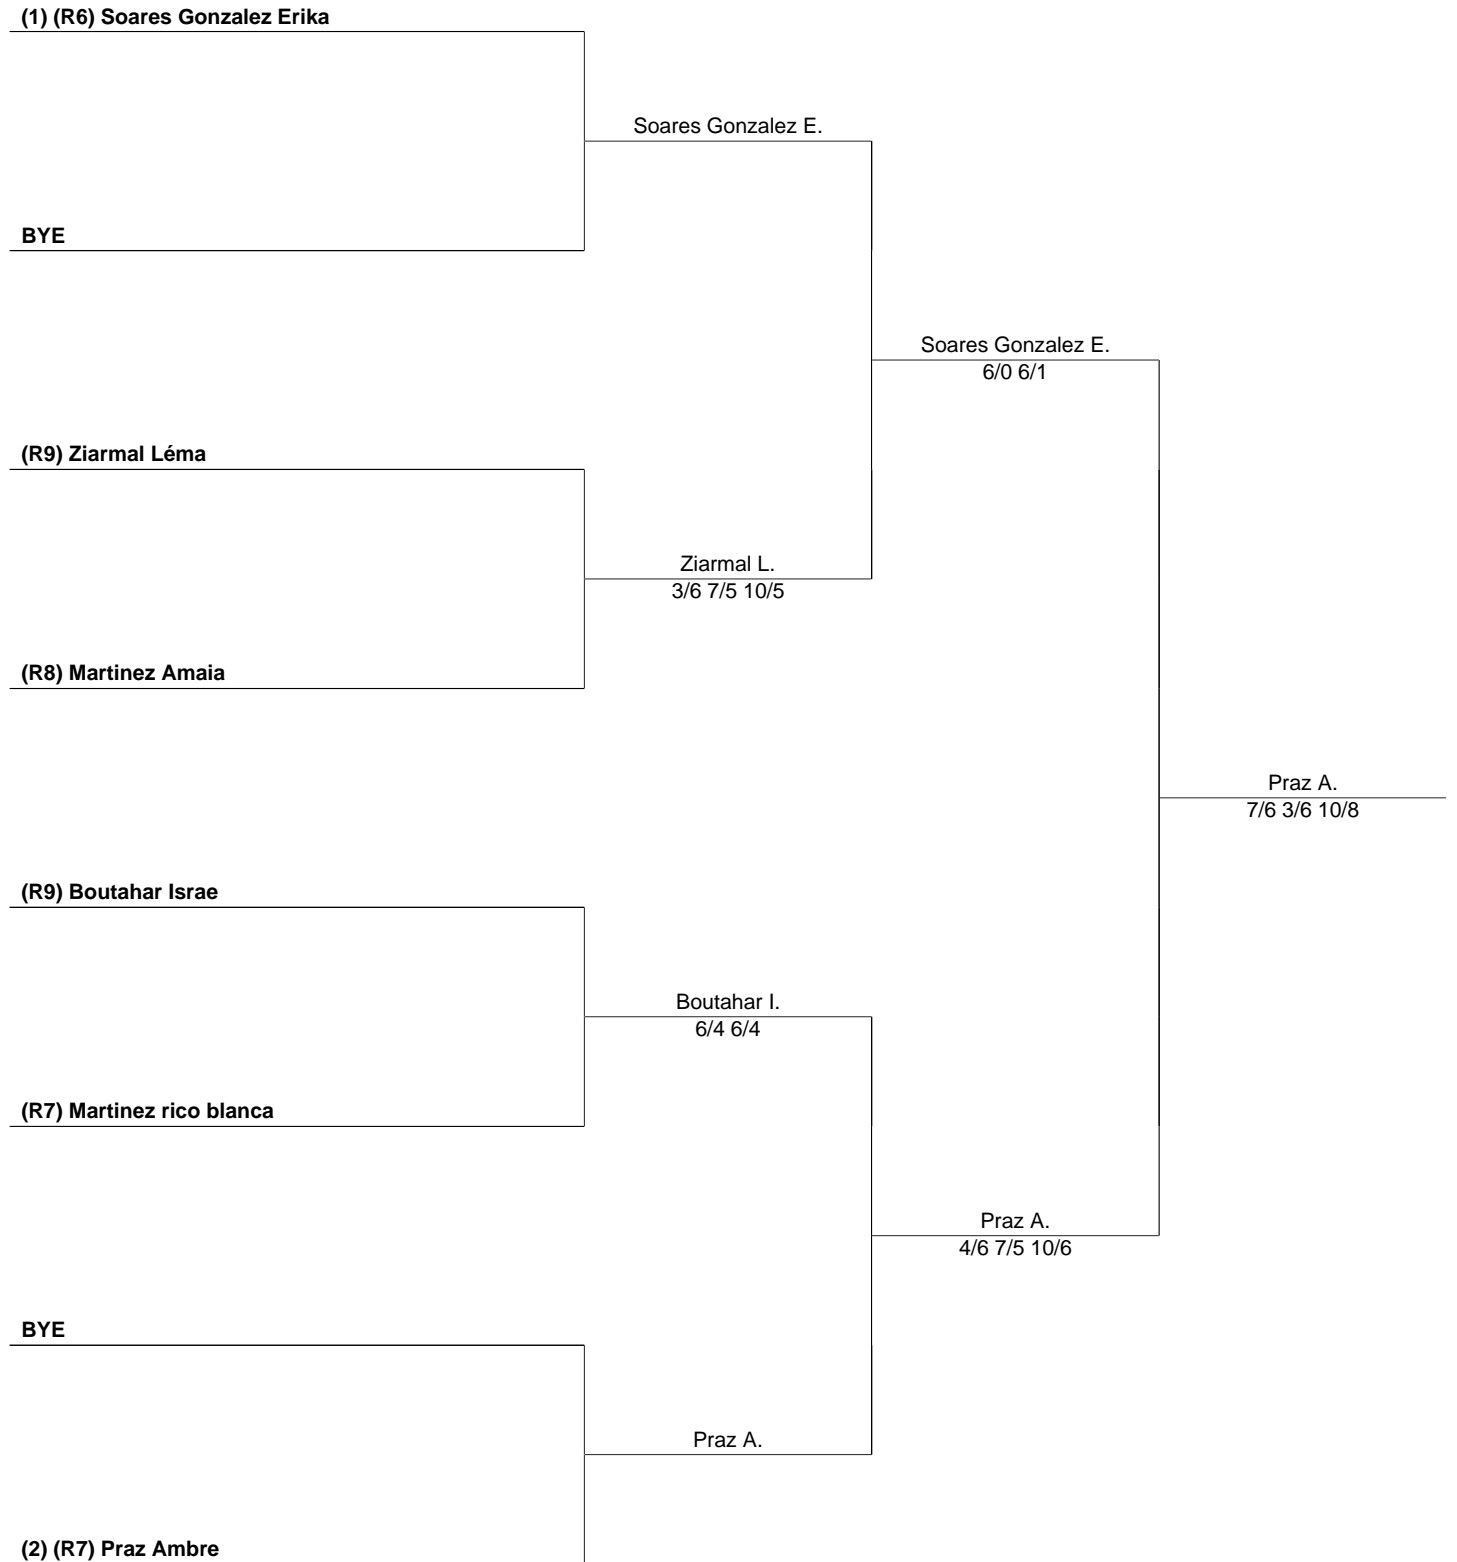 (1) (R6) Soares Gonzalez Erika
Soares Gonzalez E.
BYE
Soares Gonzalez E.
6/0 6/1
(R9) Ziarmal Léma
Ziarmal L.
3/6 7/5 10/5
(R8) Martinez Amaia
Praz A.
7/6 3/6 10/8
(R9) Boutahar Israe
Boutahar I.
6/4 6/4
(R7) Martinez rico blanca
Praz A.
4/6 7/5 10/6
BYE
Praz A.
(2) (R7) Praz Ambre